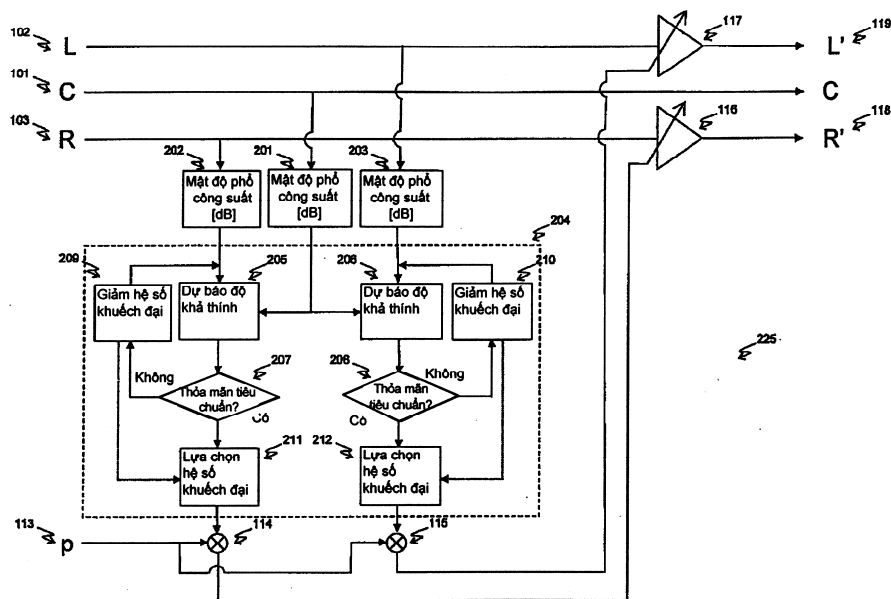 102 L 117 L' 119
101 C C
103 R 116 R' 118
202 201 203
Mật độ phổ
công suất
[dB]
Mật độ phổ
công suất
[dB]
Mật độ phổ
công suất
[dB]
204
209 205 206 210
Giảm hệ số
khuếch đại
Dự báo độ
khả thính
Dự báo độ
khả thính
Giảm hệ số
khuếch đại
225
207 206
Không Không
Thỏa mãn tiêu
chuẩn?
Thỏa mãn
tiêu chuẩn?
Có Có
211 212
Lựa chọn
hệ số
khuếch đại
Lựa chọn
hệ số
khuếch đại
113 p 114 115